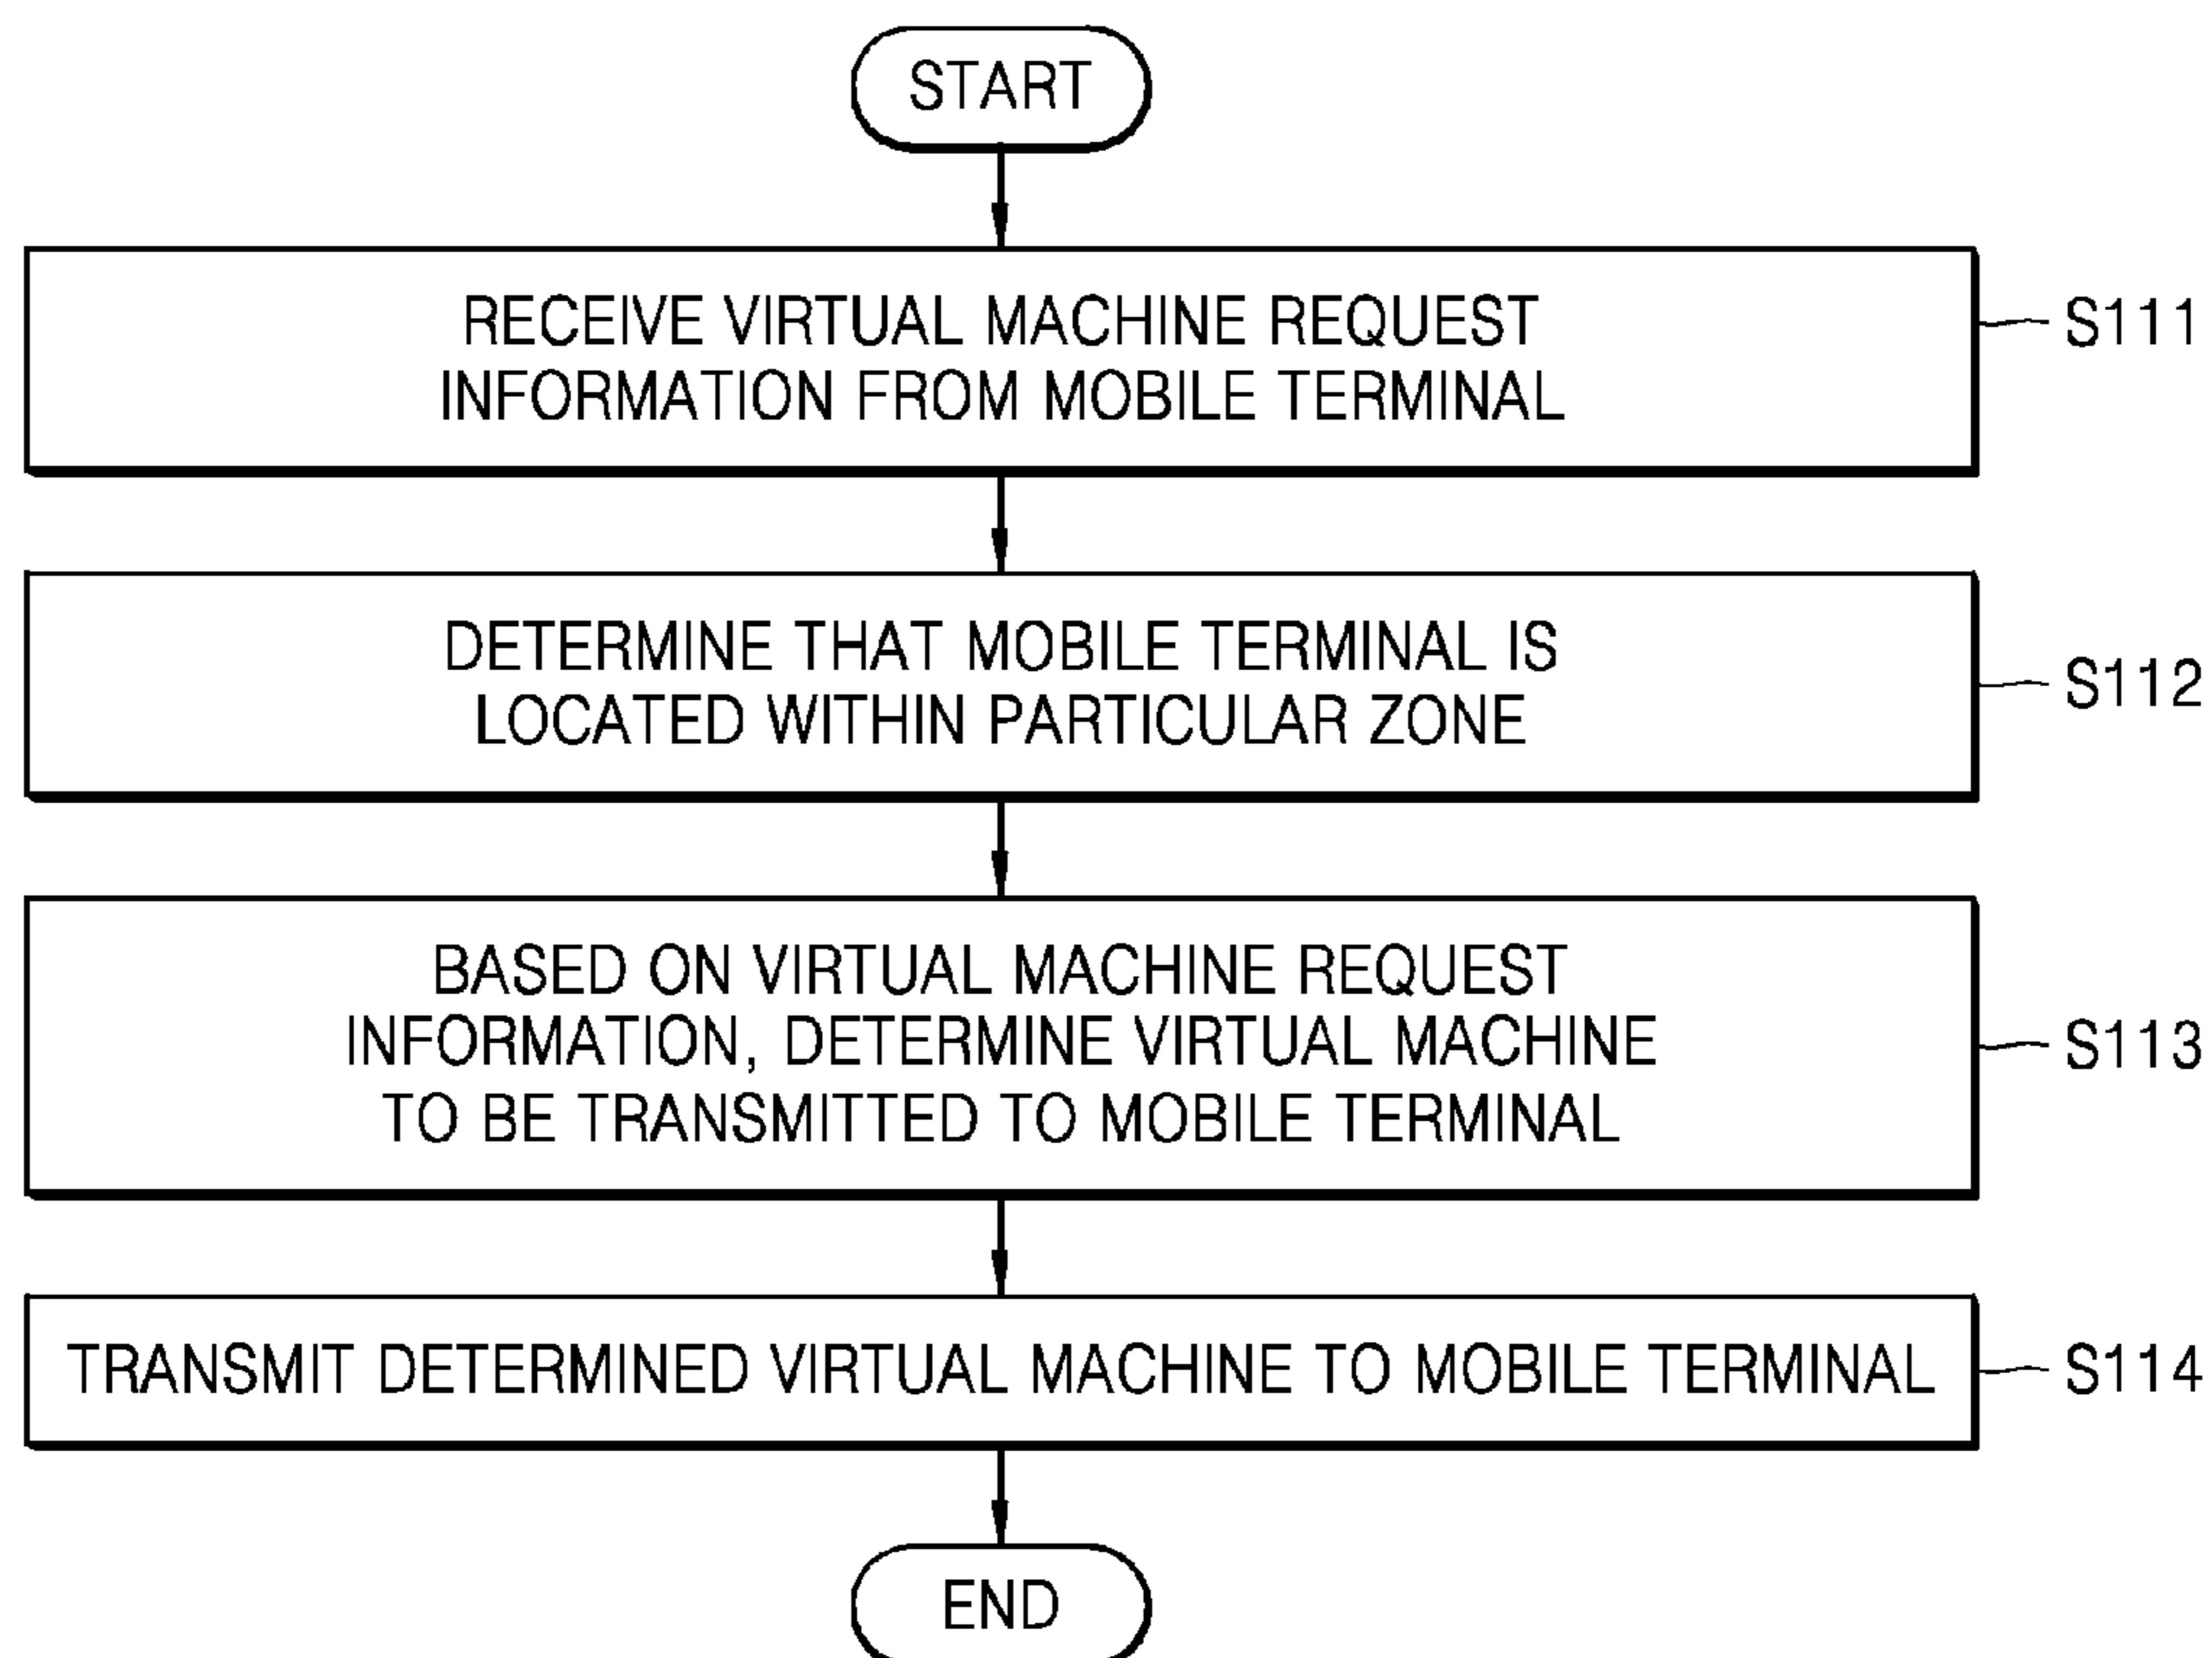 START
RECEIVE VIRTUAL MACHINE REQUEST
INFORMATION FROM MOBILE TERMINAL
S111
DETERMINE THAT MOBILE TERMINAL IS
LOCATED WITHIN PARTICULAR ZONE
S112
BASED ON VIRTUAL MACHINE REQUEST
INFORMATION, DETERMINE VIRTUAL MACHINE
TO BE TRANSMITTED TO MOBILE TERMINAL
S113
TRANSMIT DETERMINED VIRTUAL MACHINE TO MOBILE TERMINAL
S114
END